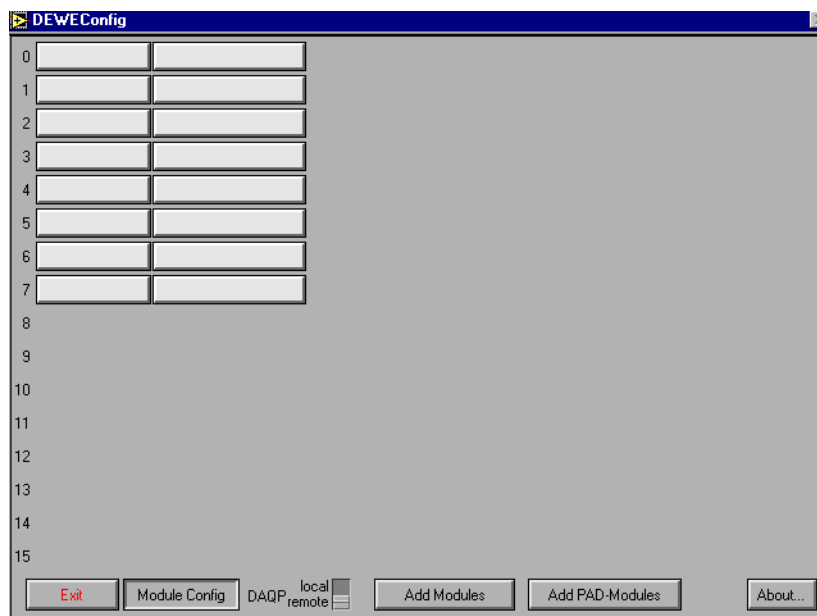 DEWEConfig
0
1
2
3
4
5
6
7
8
9
10
11
12
13
14
15
Exit
Module Config
DAQP local
remote
Add Modules
Add PAD-Modules
About...